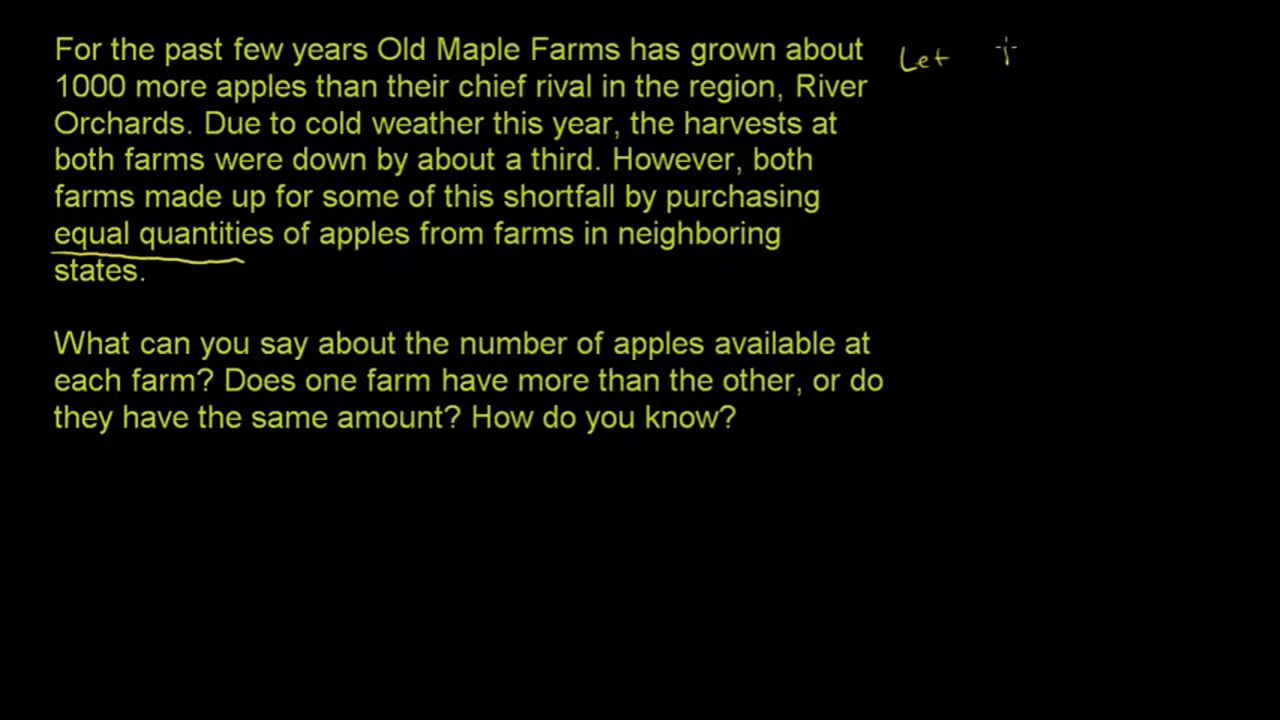 For the past few years Old Maple Farms has grown about
1000 more apples than their chief rival in the region, River
Orchards. Due to cold weather this year, the harvests at
both farms were down by about a third. However, both
farms made up for some of this shortfall by purchasing
equal quantities of apples from farms in neighboring
states.
What can you say about the number of apples available at
each farm? Does one farm have more than the other, or do
they have the same amount? How do you know?
Let